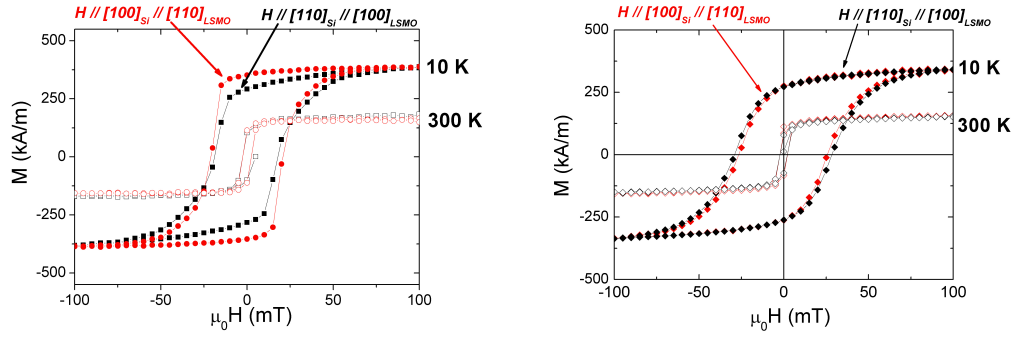 H // [100]Si // [110]LSMO
H // [110]Si // [100]LSMO
500
250
0
-250
-500
M (kA/m)
10 K
300 K
-100
-50
0
50
100
μ0H (mT)
H // [100]Si // [110]LSMO
H // [110]Si // [100]LSMO
500
250
0
-250
-500
M (kA/m)
10 K
300 K
-100
-50
0
50
100
μ0H (mT)